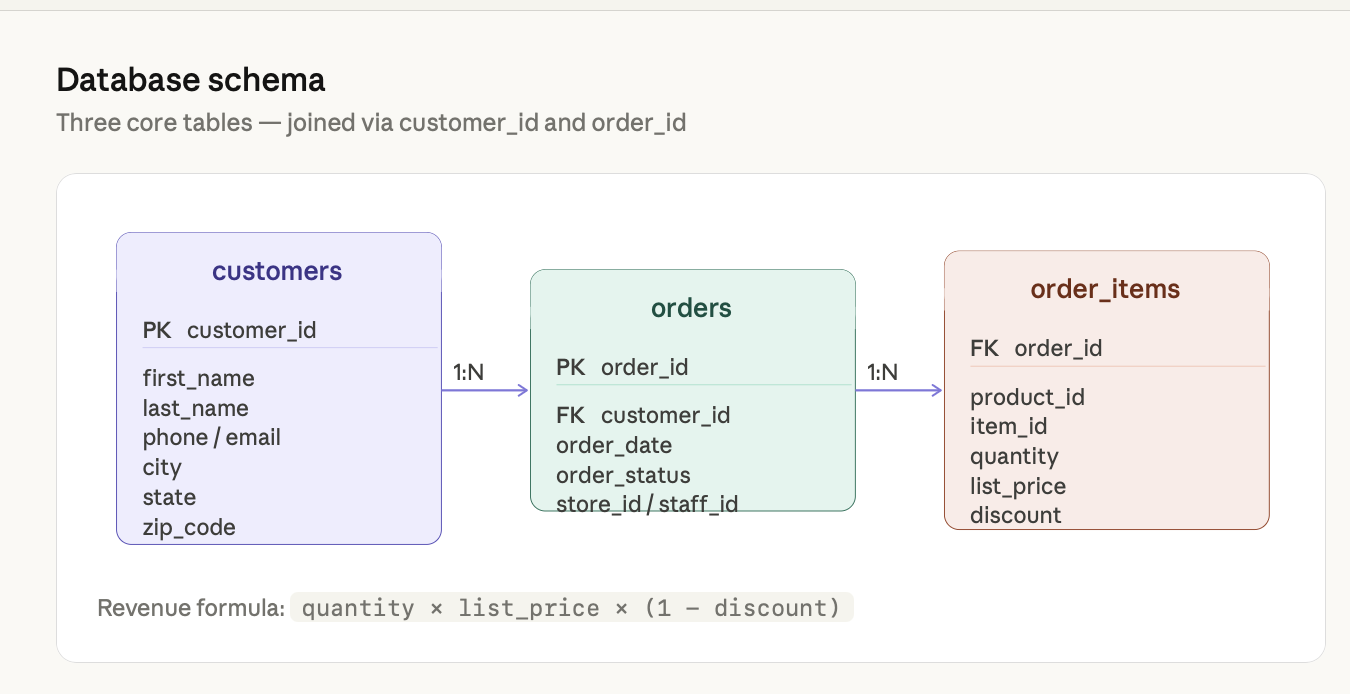 Database schema
Three core tables — joined via customer_id and order_id
customers
PK customer_id
first_name
last_name
phone / email
city
state
zip_code
1:N
orders
PK order_id
FK customer_id
order_date
order_status
store_id / staff_id
1:N
order_items
FK order_id
product_id
item_id
quantity
list_price
discount
Revenue formula: quantity × list_price × (1 − discount)